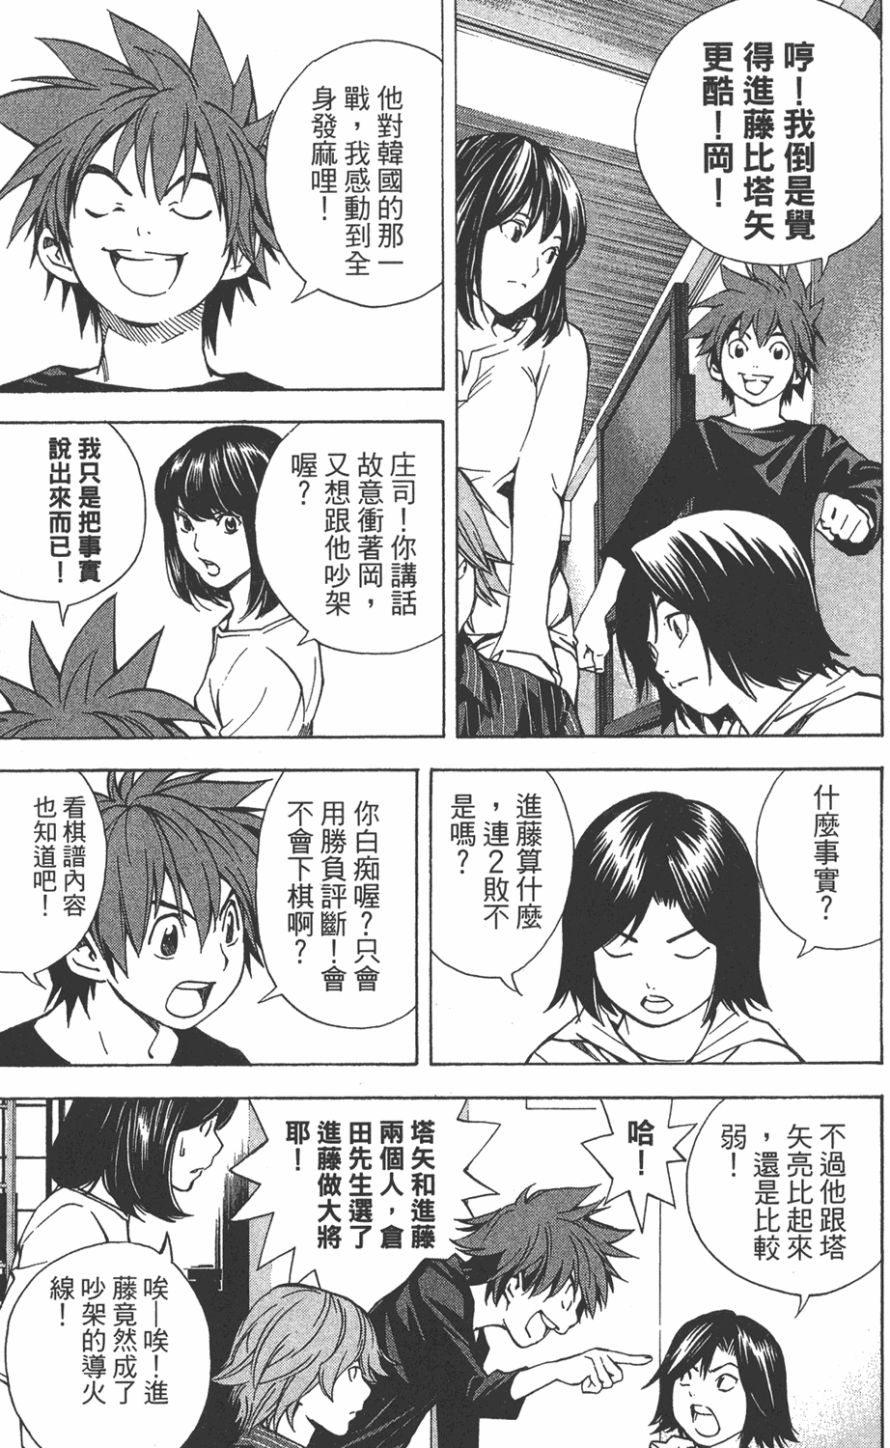 哼！我倒是覺
得進藤比塔矢
更酷！岡！
他對韓國的那一
戰，我感動到全
身發麻哩！
庄司！你講話
故意衝著岡，
又想跟他吵架
喔？
我只是把事實
說出來而已！
什麼事實？
進藤算什麼
，連2敗不
是嗎？
你白痴喔？只會
用勝負評斷！會
不會下棋啊？
看棋譜內容
也知道吧！
不過他跟塔
矢亮比起來
，還是比較
弱！
哈！
塔矢和進藤
兩個人，倉
田先生選了
進藤做大將
耶！
唉—唉！進
藤竟然成了
吵架的導火
線！